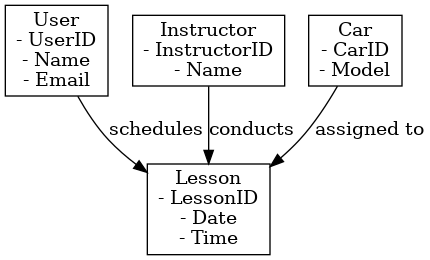 User
- UserID
- Name
- Email
Instructor
- InstructorID
- Name
Car
- CarID
- Model
schedules
conducts
assigned to
Lesson
- LessonID
- Date
- Time